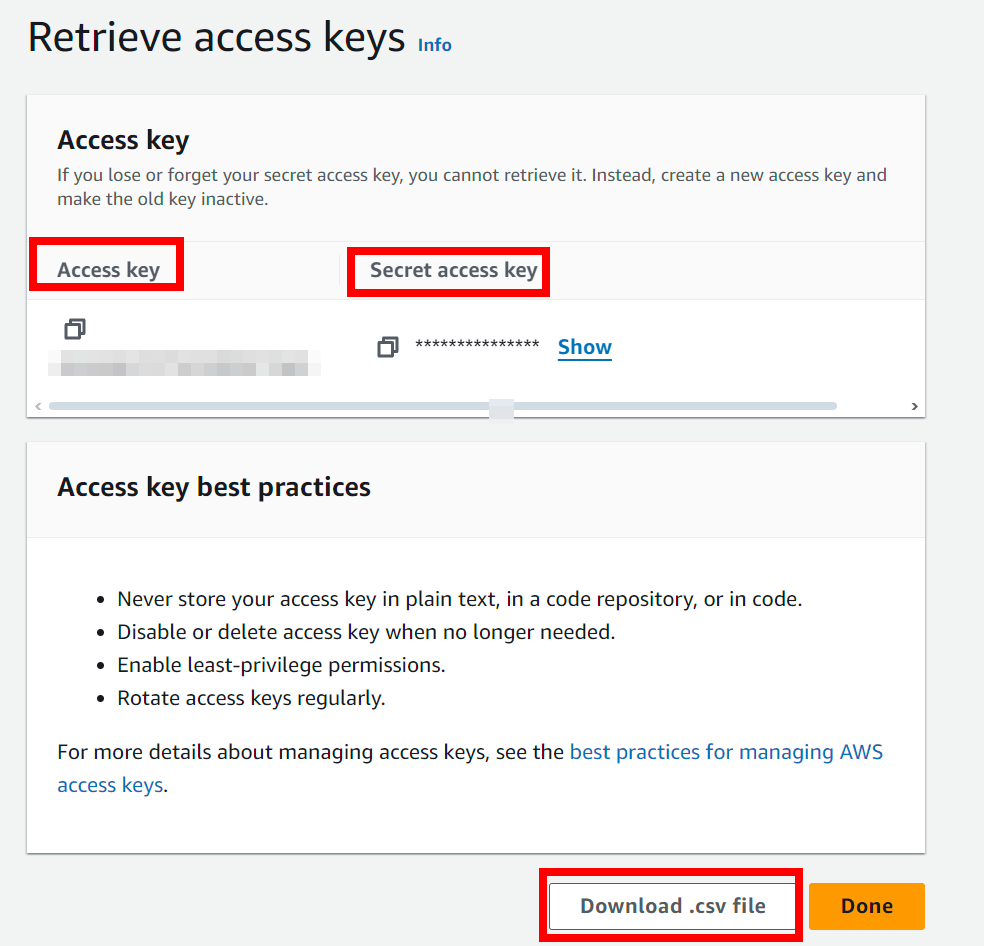 Retrieve access keys Info
Access key
If you lose or forget your secret access key, you cannot retrieve it. Instead, create a new access key and
make the old key inactive.
Access key Secret access key
*************** Show
Access key best practices
• Never store your access key in plain text, in a code repository, or in code.
• Disable or delete access key when no longer needed.
• Enable least-privilege permissions.
• Rotate access keys regularly.
For more details about managing access keys, see the best practices for managing AWS
access keys.
Download .csv file Done